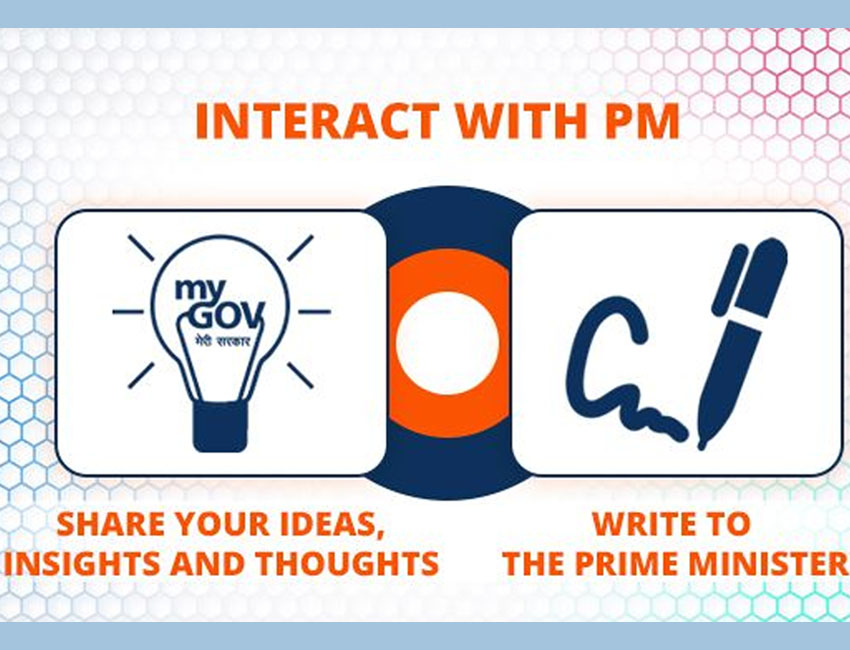 INTERACT WITH PM
my
GOV
मेरी सरकार
SHARE YOUR IDEAS,
INSIGHTS AND THOUGHTS
WRITE TO
THE PRIME MINISTER